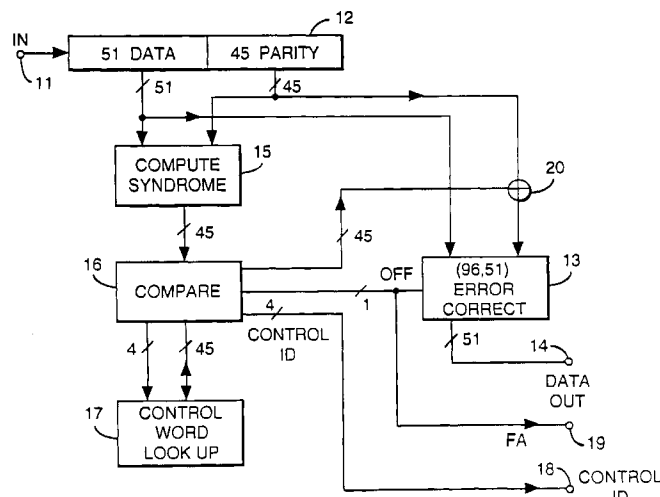 12
IN
51 DATA
45 PARITY
11
51
45
COMPUTE
SYNDROME
15
20
45
45
16
COMPARE
OFF
(96,51)
ERROR
CORRECT
13
1
4
CONTROL
ID
4
45
51
14
DATA
OUT
17
CONTROL
WORD
LOOK UP
FA
19
18
CONTROL
ID